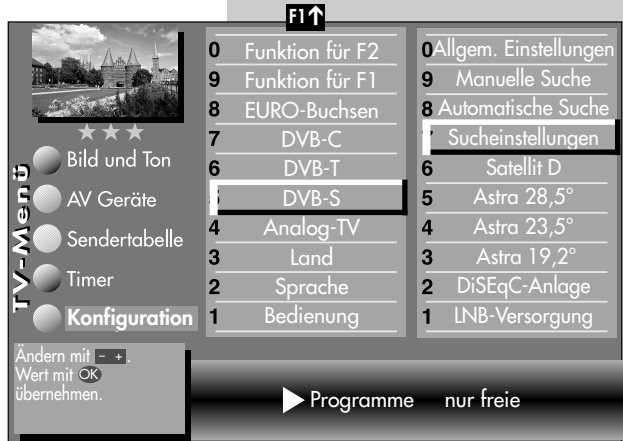 F1↑
TV-Menü
Bild und Ton
AV Geräte
Sendertabelle
Timer
Konfiguration
0 Funktion für F2
9 Funktion für F1
8 EURO-Buchsen
7 DVB-C
6 DVB-T
DVB-S
4 Analog-TV
3 Land
2 Sprache
1 Bedienung
0 Allgem. Einstellungen
9 Manuelle Suche
8 Automatische Suche
7 Sucheinstellungen
6 Satellit D
5 Astra 28,5°
4 Astra 23,5°
3 Astra 19,2°
2 DiSEqC-Anlage
1 LNB-Versorgung
Ändern mit - + .
Wert mit OK
übernehmen.
Programme nur freie